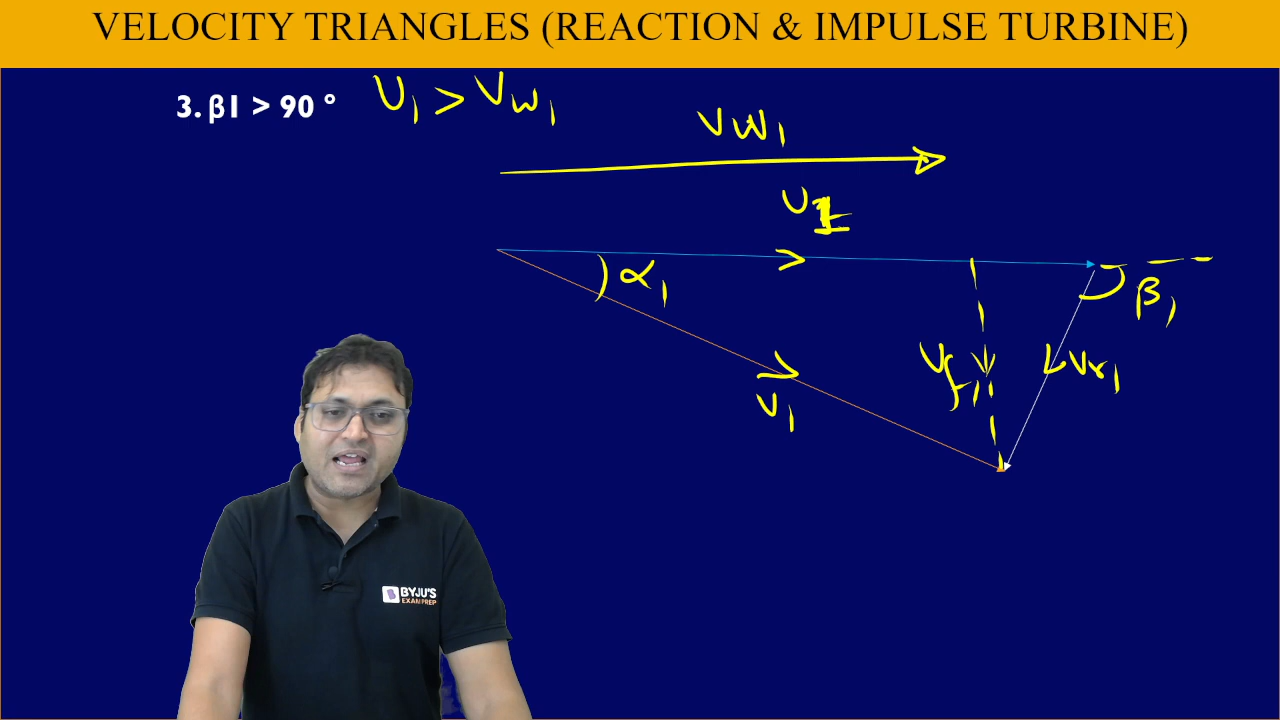 VELOCITY TRIANGLES (REACTION & IMPULSE TURBINE)
3. β1 > 90 ° U₁ > Vw₁
Vw₁
U₁
α₁
β₁
Vf₁
Vr₁
V₁
BYJU'S
EXAM PREP